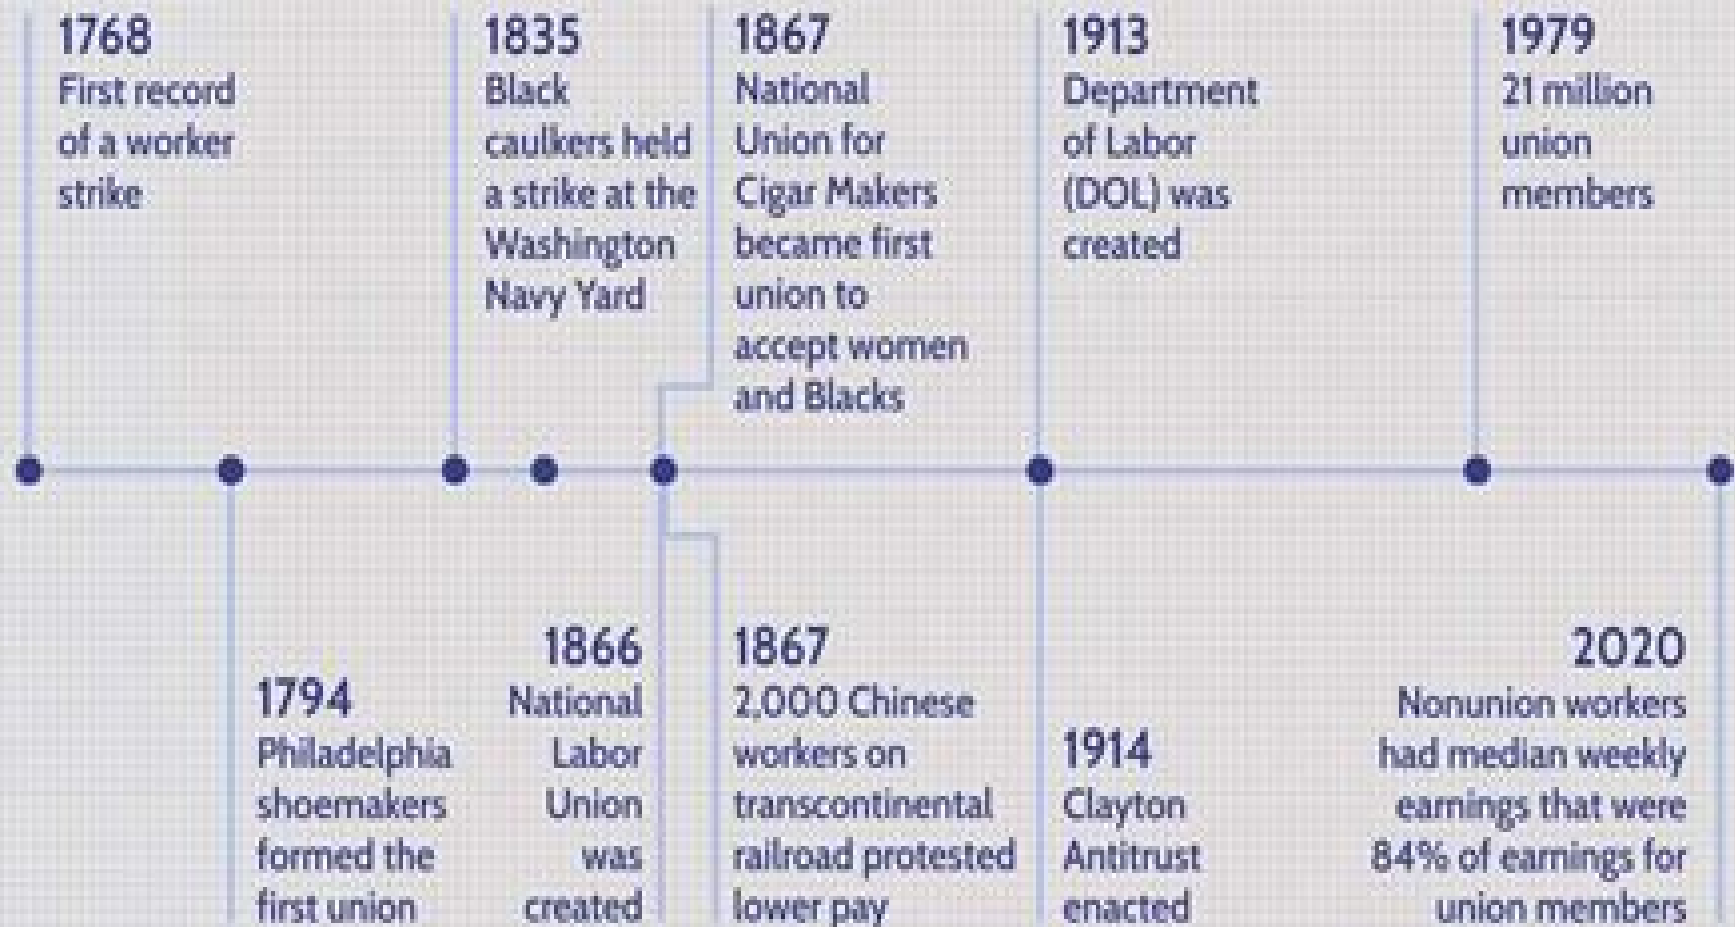 1768
First record
of a worker
strike
1835
Black
caulkers held
a strike at the
Washington
Navy Yard
1867
National
Union for
Cigar Makers
became first
union to
accept women
and Blacks
1913
Department
of Labor
(DOL) was
created
1979
21 million
union
members
1794
Philadelphia
shoemakers
formed the
first union
1866
National
Labor
Union
was
created
1867
2,000 Chinese
workers on
transcontinental
railroad protested
lower pay
1914
Clayton
Antitrust
enacted
2020
Nonunion workers
had median weekly
earnings that were
84% of earnings for
union members